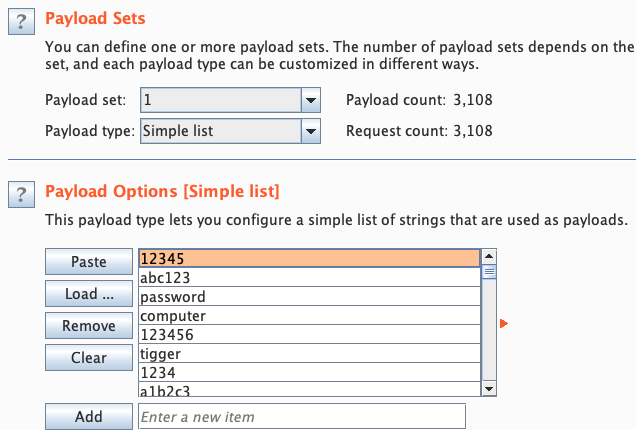 ?
Payload Sets
You can define one or more payload sets. The number of payload sets depends on the
set, and each payload type can be customized in different ways.
Payload set: 1 Payload count: 3,108
Payload type: Simple list Request count: 3,108
?
Payload Options [Simple list]
This payload type lets you configure a simple list of strings that are used as payloads.
Paste
Load ...
Remove
Clear
12345
abc123
password
computer
123456
tigger
1234
a1b2c3
Add
Enter a new item